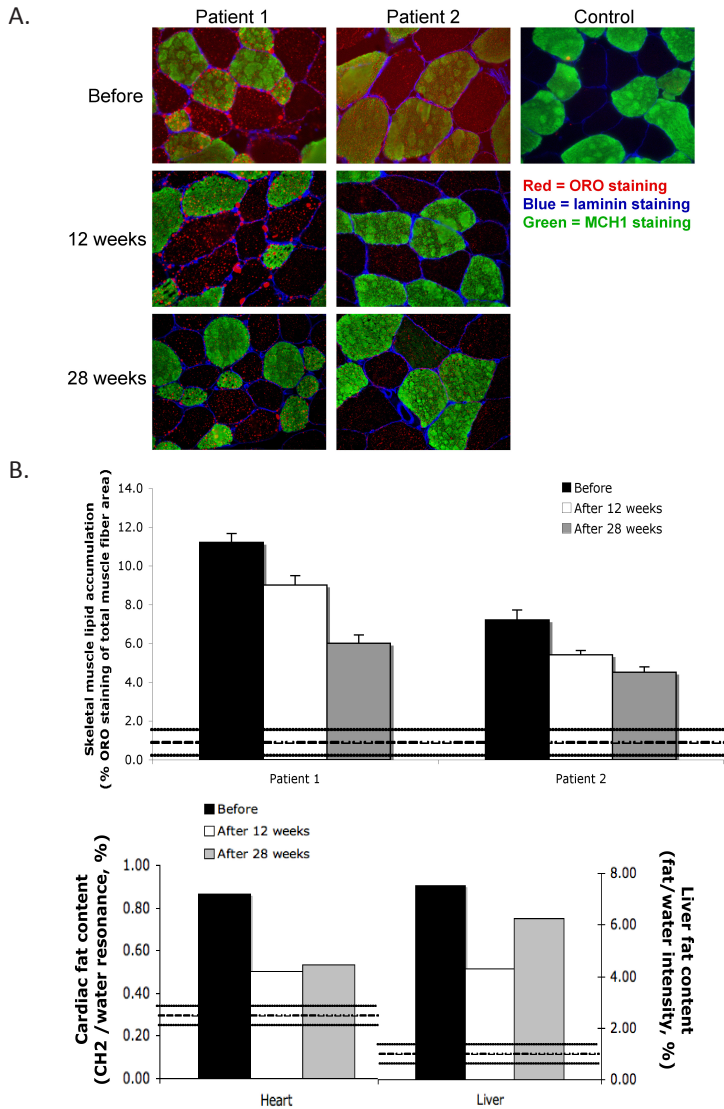 A.
Patient 1
Patient 2
Control
Before
12 weeks
28 weeks
Red = ORO staining
Blue = laminin staining
Green = MCH1 staining
B.
Skeletal muscle lipid accumulation
(% ORO staining of total muscle fiber area)
14.0
12.0
10.0
8.0
6.0
4.0
2.0
0.0
Before
After 12 weeks
After 28 weeks
Patient 1
Patient 2
Before
After 12 weeks
After 28 weeks
Cardiac fat content
(CH2 /water resonance, %)
1.00
0.80
0.60
0.40
0.20
0.00
8.00
6.00
4.00
2.00
0.00
Liver fat content
(fat/water intensity, %)
Heart
Liver